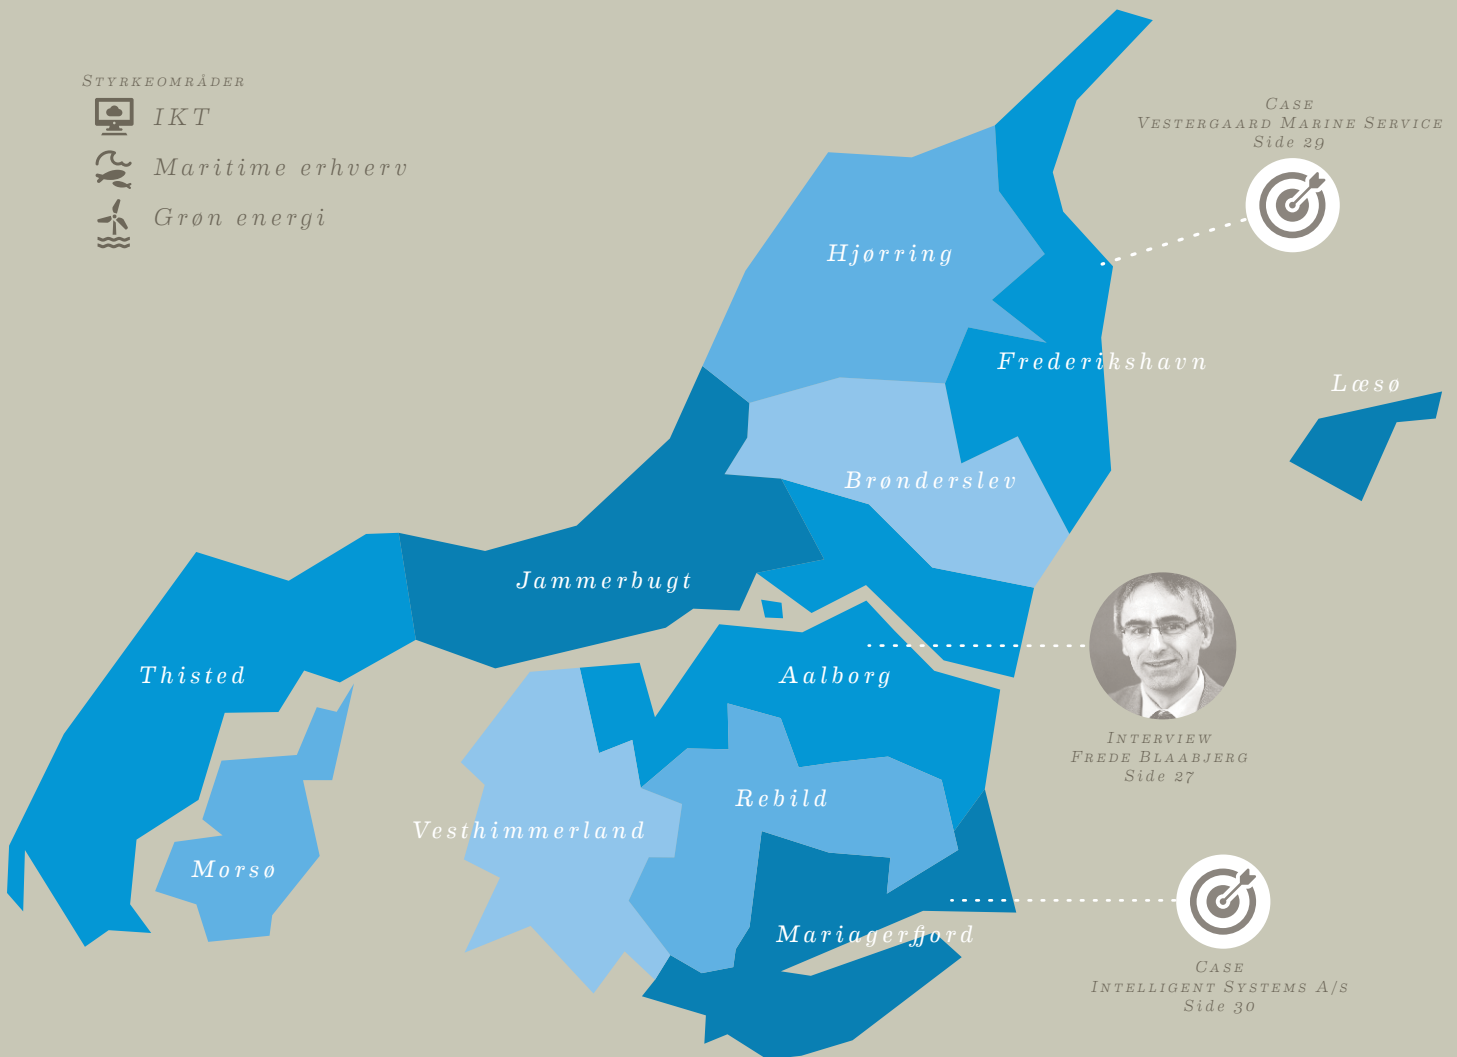 Styrkeområder
IKT
Maritime erhverv
Grøn energi
Case
Vestergaard Marine Service
Side 29
Hjørring
Frederikshavn
Læsø
Brønderslev
Jammerbugt
Thisted
Aalborg
Interview
Frede Blaabjerg
Side 27
Rebild
Vesthimmerland
Morsø
Mariagerfjord
Case
Intelligent Systems A/S
Side 30